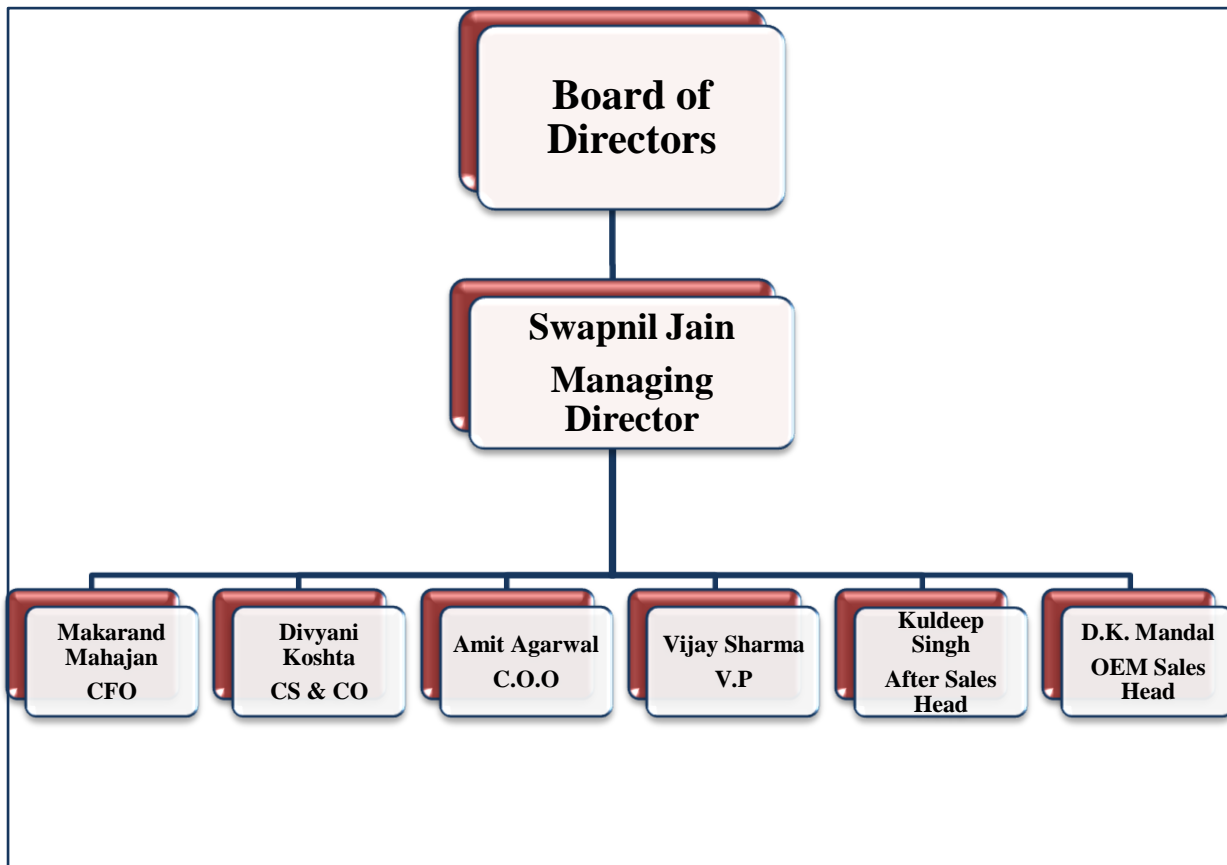 Board of
Directors
Swapnil Jain
Managing
Director
Makarand
Mahajan
CFO
Divyani
Koshta
CS & CO
Amit Agarwal
C.O.O
Vijay Sharma
V.P
Kuldeep
Singh
After Sales
Head
D.K. Mandal
OEM Sales
Head